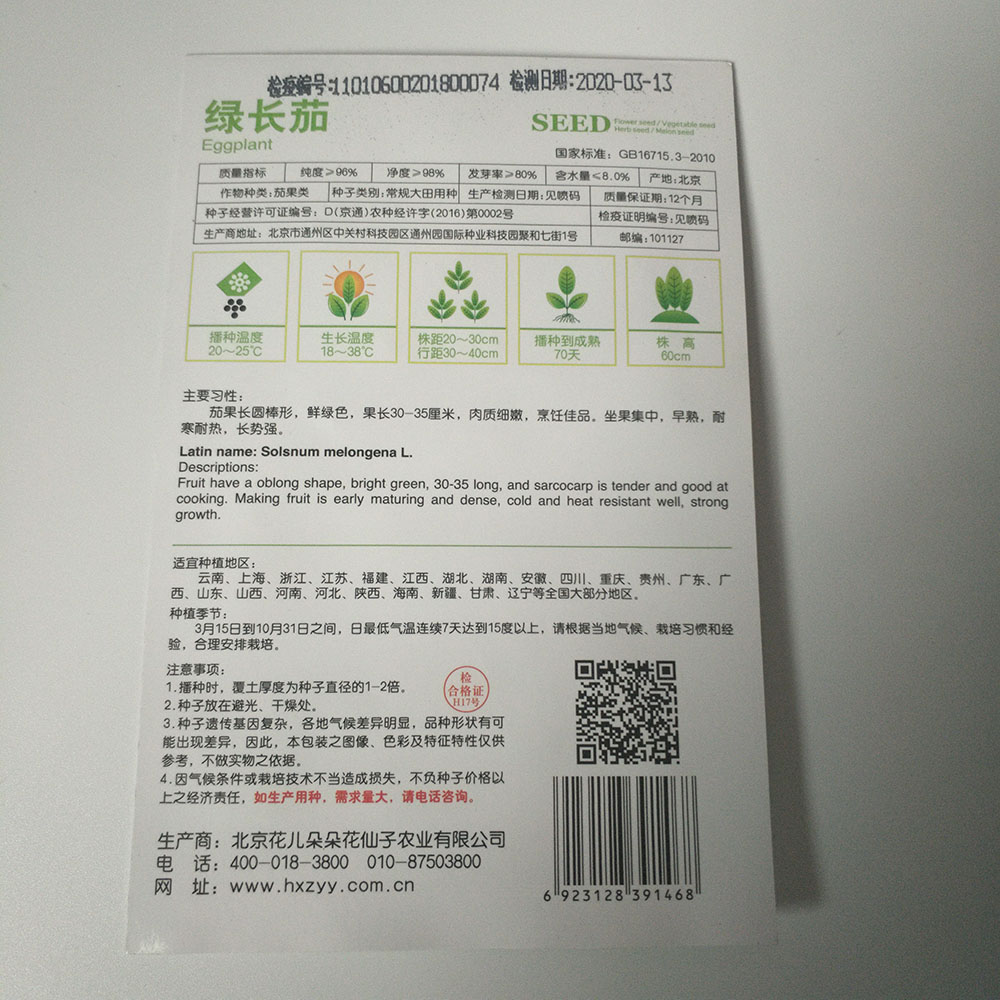 检疫编号:11010600201800074 检测日期:2020-03-13
绿长茄
Eggplant
SEED
Flower seed / Vegetable seed
Herb seed / Melon seed
国家标准：GB16715.3-2010
质量指标 纯度≥96% 净度≥98% 发芽率≥80% 含水量≤8.0% 产地:北京
作物种类:茄果类 种子类别:常规大田用种 生产检测日期:见喷码 质量保证期:12个月
种子经营许可证编号：D(京通)农种经许字(2016)第0002号 检疫证明编号:见喷码
生产商地址：北京市通州区中关村科技园区通州园国际种业科技园聚和七街1号 邮编:101127
播种温度
20～25℃
生长温度
18～38℃
株距20～30cm
行距30～40cm
播种到成熟
70天
株 高
60cm
主要习性：
茄果长圆棒形，鲜绿色，果长30-35厘米，肉质细嫩，烹饪佳品。坐果集中，早熟，耐
寒耐热，长势强。
Latin name: Solsnum melongena L.
Descriptions:
Fruit have a oblong shape, bright green, 30-35 long, and sarcocarp is tender and good at
cooking. Making fruit is early maturing and dense, cold and heat resistant well, strong
growth.
适宜种植地区：
云南、上海、浙江、江苏、福建、江西、湖北、湖南、安徽、四川、重庆、贵州、广东、广
西、山东、山西、河南、河北、陕西、海南、新疆、甘肃、辽宁等全国大部分地区。
种植季节：
3月15日到10月31日之间，日最低气温连续7天达到15度以上，请根据当地气候、栽培习惯和经
验，合理安排栽培。
注意事项：
1.播种时，覆土厚度为种子直径的1-2倍。
2.种子放在避光、干燥处。
3.种子遗传基因复杂，各地气候差异明显，品种形状有可
能出现差异，因此，本包装之图像、色彩及特征特性仅供
参考，不做实物之依据。
4.因气候条件或栽培技术不当造成损失，不负种子价格以
上之经济责任，如生产用种，需求量大，请电话咨询。
检
合格证
H17号
生产商：北京花儿朵朵花仙子农业有限公司
电 话：400-018-3800 010-87503800
网 址：www.hxzyy.com.cn
6 923128 391468